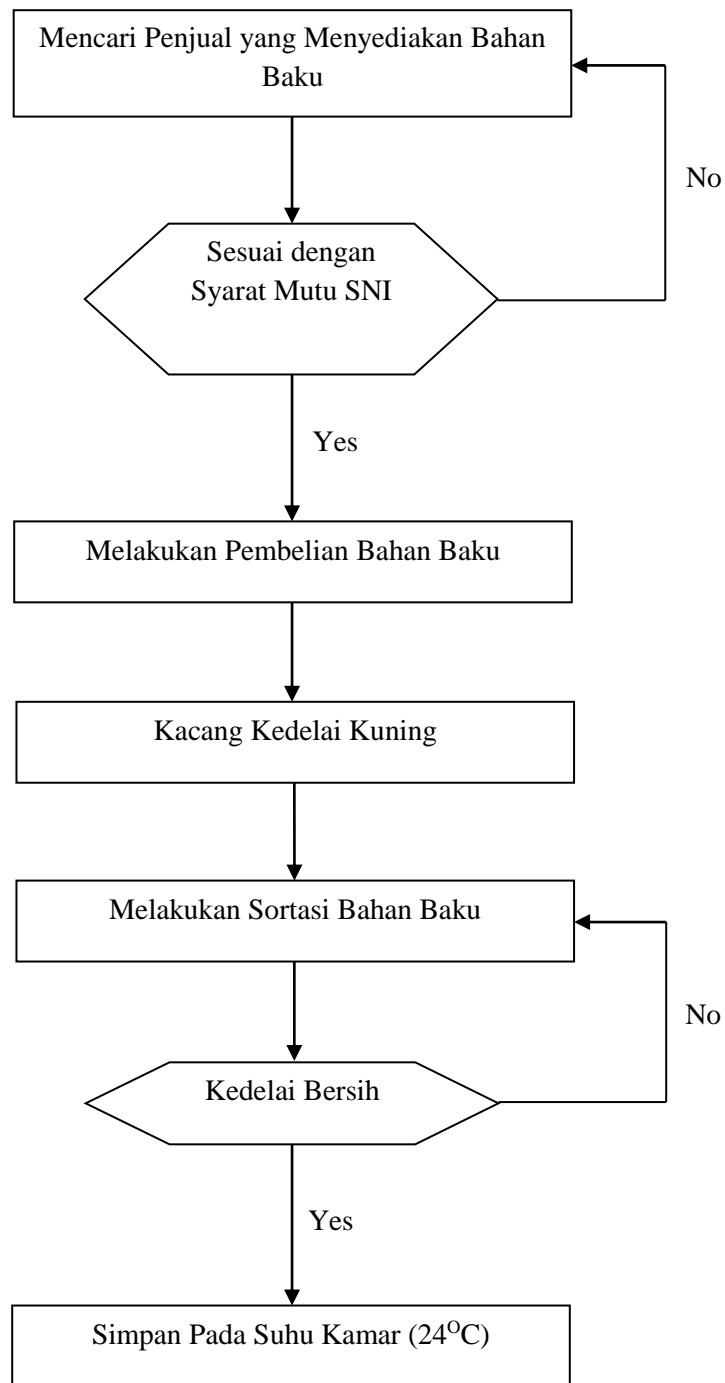 Mencari Penjual yang Menyediakan Bahan
Baku
No
Sesuai dengan
Syarat Mutu SNI
Yes
Melakukan Pembelian Bahan Baku
Kacang Kedelai Kuning
Melakukan Sortasi Bahan Baku
No
Kedelai Bersih
Yes
Simpan Pada Suhu Kamar (24ᴼC)